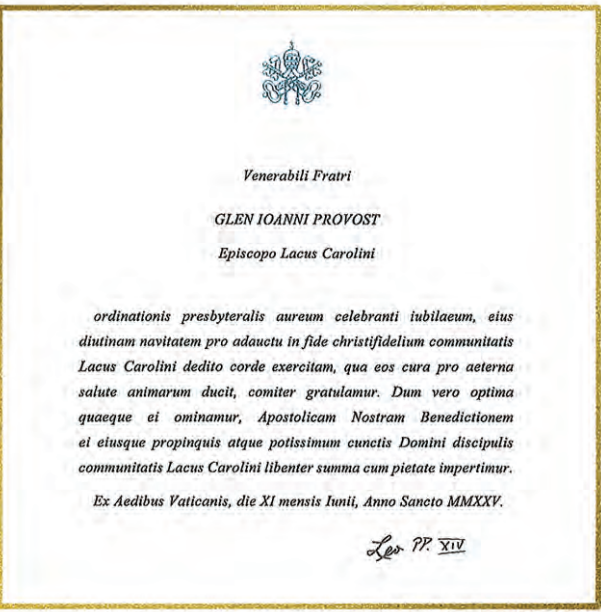 Venerabili Fratri
GLEN IOANNI PROVOST
Episcopo Lacus Carolini
ordinationis presbyteralis aureum celebranti iubilaeum, eius
diutinam navitatem pro adauctu in fide christifidelium communitatis
Lacus Carolini dedito corde exercitam, qua eos cura pro aeterna
salute animarum ducit, comiter gratulamur. Dum vero optima
quaeque ei ominamur, Apostolicam Nostram Benedictionem
ei eiusque propinquis atque potissimum cunctis Domini discipulis
communitatis Lacus Carolini libenter summa cum pietate impertimur.
Ex Aedibus Vaticanis, die XI mensis Iunii, Anno Sancto MMXXV.
Leo PP. XIV